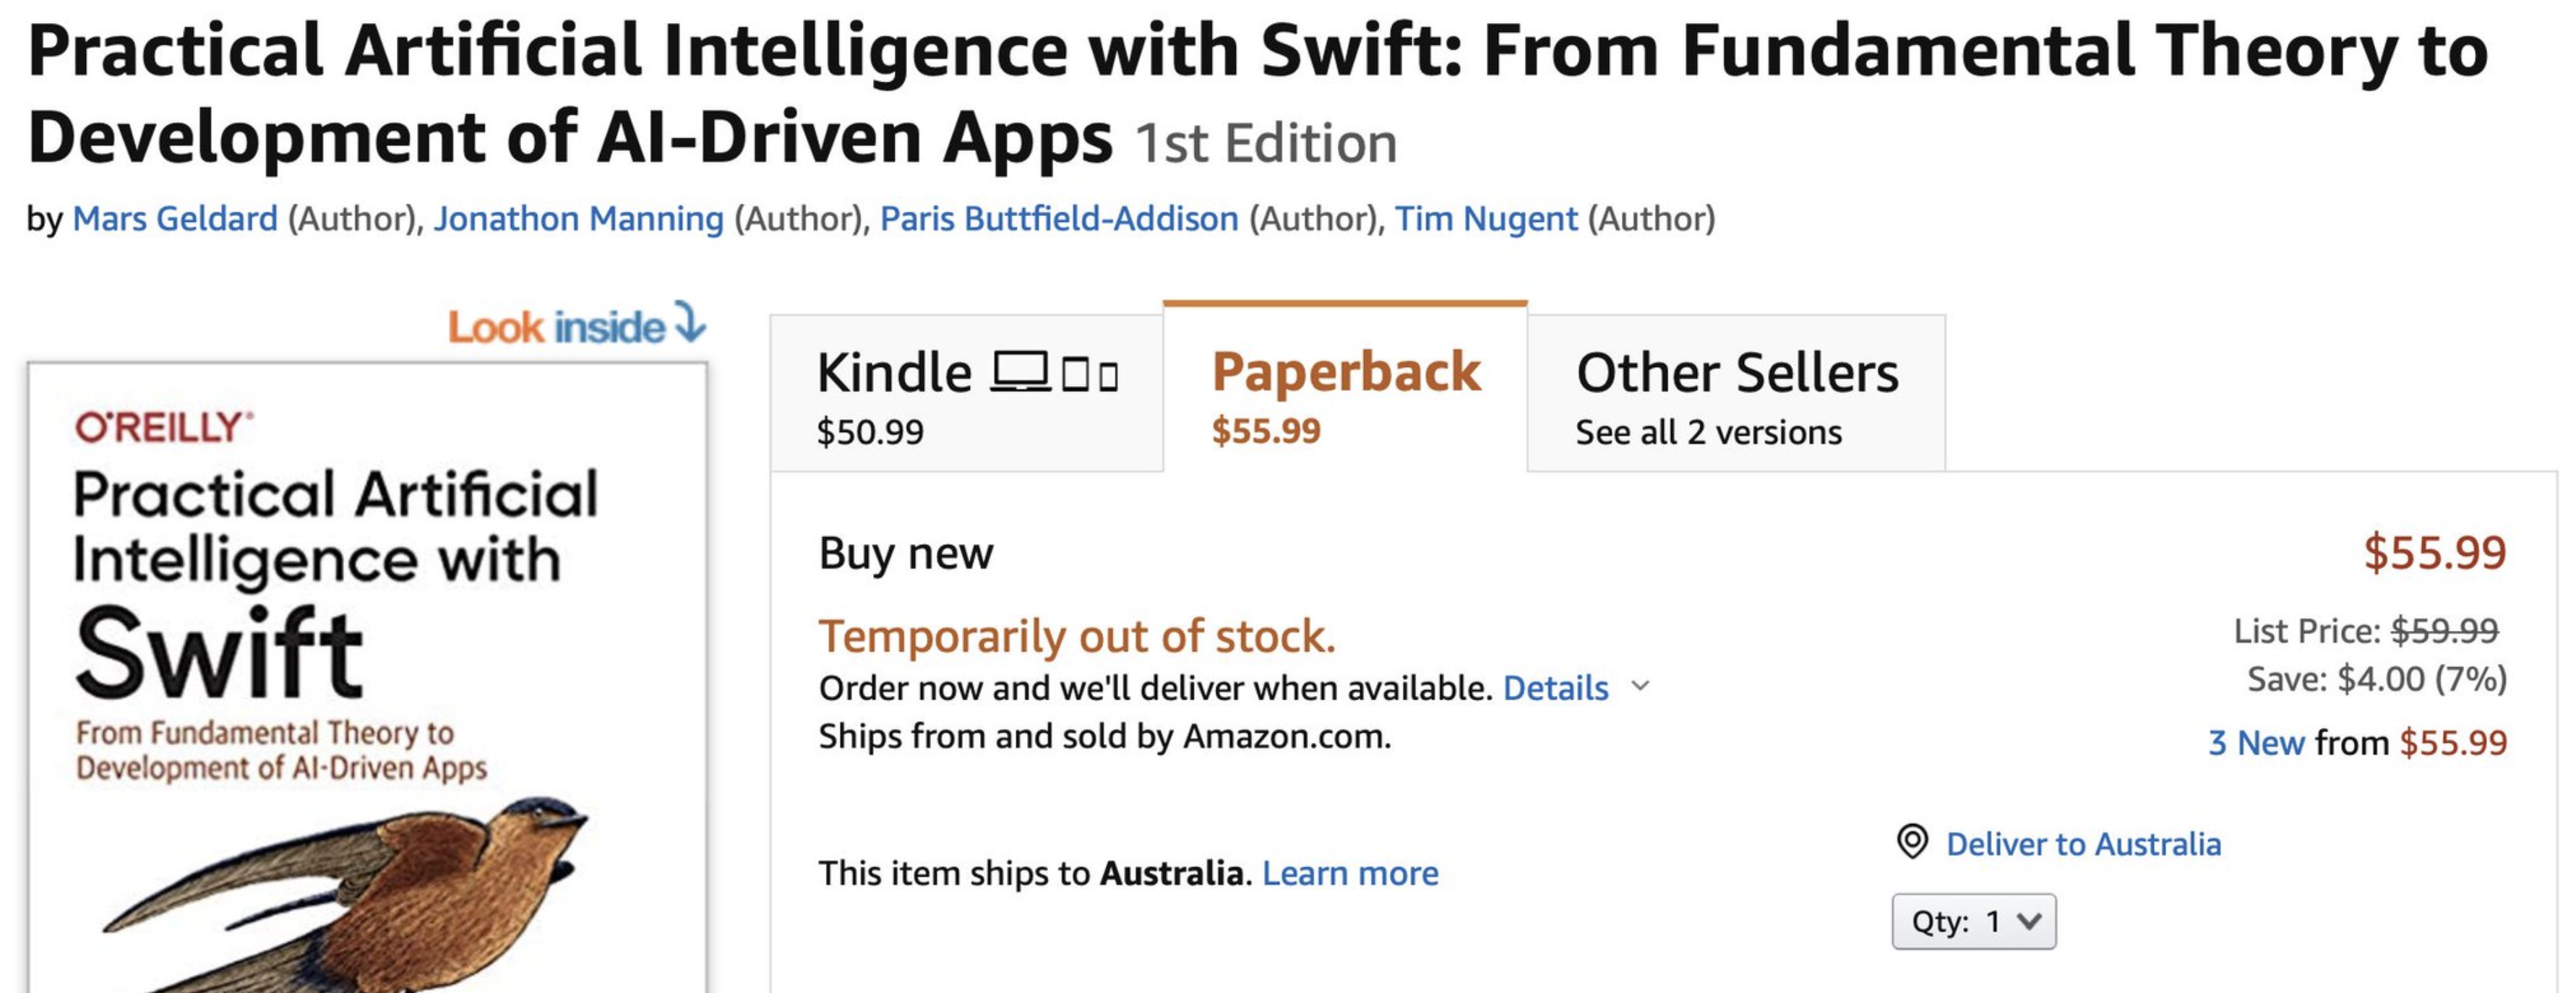 Practical Artificial Intelligence with Swift: From Fundamental Theory to
Development of AI-Driven Apps 1st Edition
by Mars Geldard (Author), Jonathon Manning (Author), Paris Buttfield-Addison (Author), Tim Nugent (Author)
Look inside
O'REILLY®
Practical Artificial
Intelligence with
Swift
From Fundamental Theory to
Development of AI-Driven Apps
Kindle
$50.99
Paperback
$55.99
Other Sellers
See all 2 versions
Buy new
$55.99
Temporarily out of stock.
Order now and we'll deliver when available. Details
Ships from and sold by Amazon.com.
List Price: $59.99
Save: $4.00 (7%)
3 New from $55.99
This item ships to Australia. Learn more
Deliver to Australia
Qty: 1